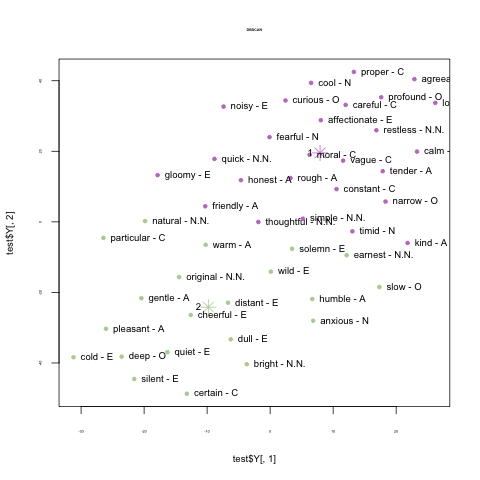 DBSCAN
proper - C
cool - N
agreea
profound - O
curious - O
careful - C
lo
noisy - E
affectionate - E
restless - N.N.
fearful - N
1
moral - C
calm -
quick - N.N.
vague - C
gloomy - E
honest - A
rough - A
tender - A
constant - C
narrow - O
friendly - A
natural - N.N.
thoughtful - N.N.
simple - N.N.
timid - N
particular - C
warm - A
kind - A
solemn - E
earnest - N.N.
original - N.N.
wild - E
slow - O
gentle - A
2
distant - E
humble - A
cheerful - E
anxious - N
pleasant - A
dull - E
cold - E
deep - O
quiet - E
bright - N.N.
silent - E
certain - C
test$Y[, 2]
test$Y[, 1]